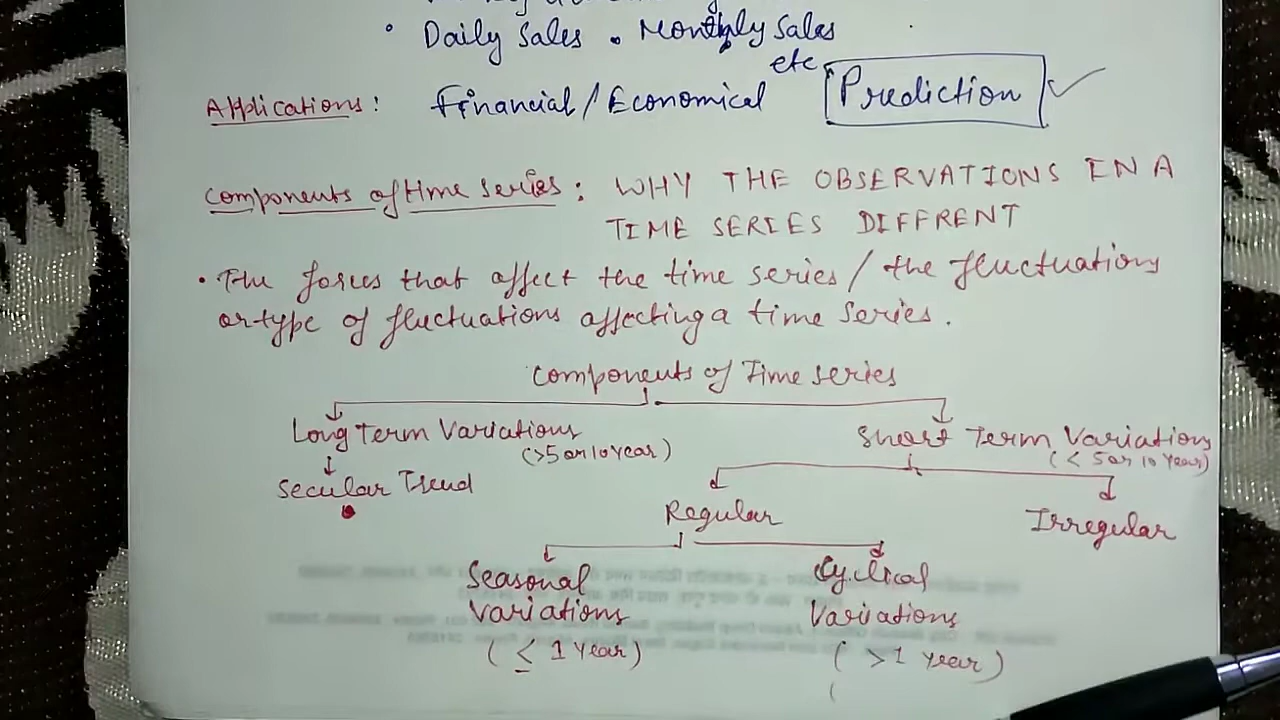 • Daily Sales • Monthly Sales
etc
Applications: Financial/Economical Prediction
Components of time series: WHY THE OBSERVATIONS IN A
TIME SERIES DIFFRENT
• The forces that affect the time series / the fluctuations
or type of fluctuations affecting a time series.
Components of Time series
Long Term Variations
(>5 or 10 year)
Short Term Variations
(< 5 or 10 Year)
Secular Trend
Regular
Irregular
Seasonal
Variations
(≤ 1 Year)
Cyclical
Variations
(>1 year)
(